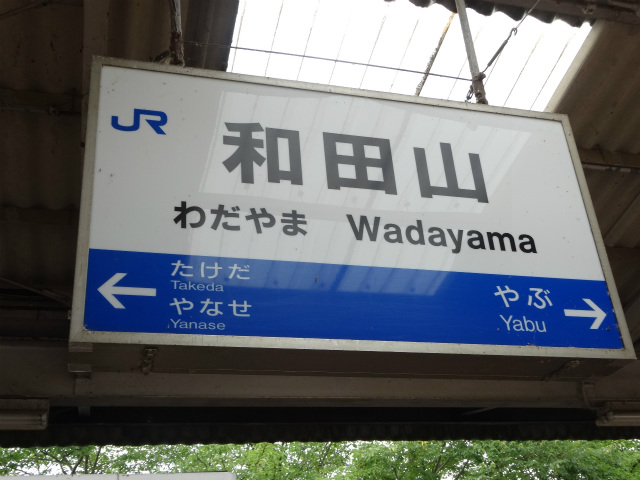 JR
和田山
わだやま Wadayama
← たけだ
Takeda
やなせ
Yanase
やぶ →
Yabu